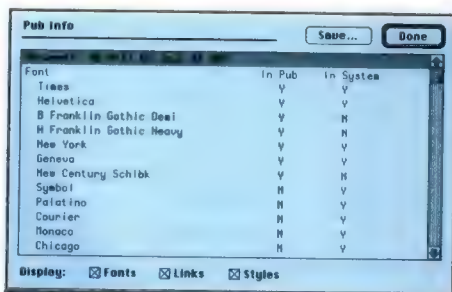 Pub Info
Save... Done
Font In Pub In System
Times Y Y
Helvetica Y Y
B Franklin Gothic Demi Y N
H Franklin Gothic Heavy Y N
New York Y Y
Geneva Y Y
New Century Schlbk Y N
Symbol N Y
Palatino N Y
Courier N Y
Monaco N Y
Chicago N Y
Display: Fonts Links Styles